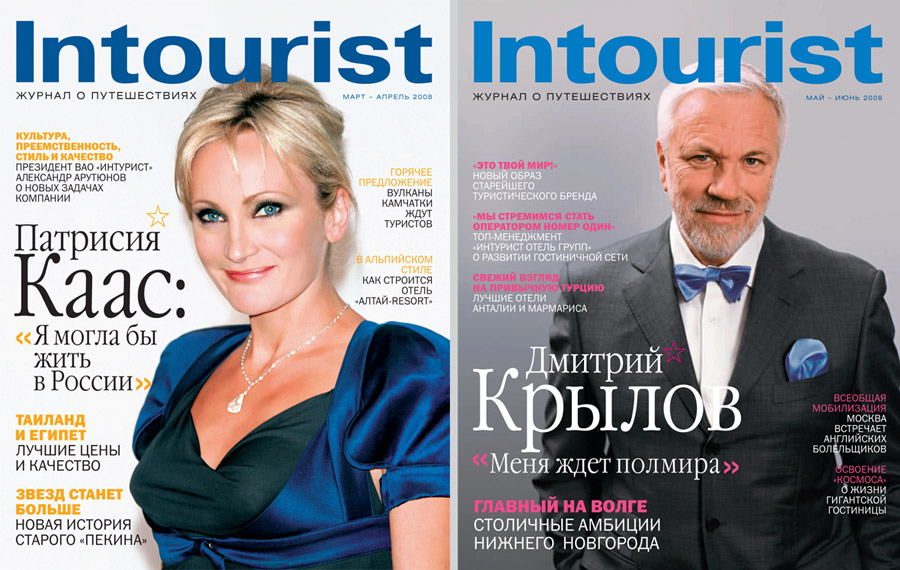 Intourist
ЖУРНАЛ О ПУТЕШЕСТВИЯХ
МАРТ – АПРЕЛЬ 2008
КУЛЬТУРА,
ПРЕЕМСТВЕННОСТЬ,
СТИЛЬ И КАЧЕСТВО
ПРЕЗИДЕНТ ВАО «ИНТУРИСТ»
АЛЕКСАНДР АРУТЮНОВ
О НОВЫХ ЗАДАЧАХ
КОМПАНИИ
ГОРЯЧЕЕ
ПРЕДЛОЖЕНИЕ
ВУЛКАНЫ
КАМЧАТКИ
ЖДУТ
ТУРИСТОВ
Патрисия
Каас:
«Я могла бы
жить
в России»
В АЛЬПИЙСКОМ
СТИЛЕ
КАК СТРОИТСЯ
ОТЕЛЬ
«АЛТАЙ-RESORT»
ТАИЛАНД
И ЕГИПЕТ
ЛУЧШИЕ ЦЕНЫ
И КАЧЕСТВО
ЗВЕЗД СТАНЕТ
БОЛЬШЕ
НОВАЯ ИСТОРИЯ
СТАРОГО «ПЕКИНА»
Intourist
ЖУРНАЛ О ПУТЕШЕСТВИЯХ
МАЙ – ИЮНЬ 2008
«ЭТО ТВОЙ МИР!»
НОВЫЙ ОБРАЗ
СТАРЕЙШЕГО
ТУРИСТИЧЕСКОГО БРЕНДА
«МЫ СТРЕМИМСЯ СТАТЬ
ОПЕРАТОРОМ НОМЕР ОДИН»
ТОП-МЕНЕДЖМЕНТ
«ИНТУРИСТ ОТЕЛЬ ГРУПП»
О РАЗВИТИИ ГОСТИНИЧНОЙ СЕТИ
СВЕЖИЙ ВЗГЛЯД
НА ПРИВЫЧНУЮ ТУРЦИЮ
ЛУЧШИЕ ОТЕЛИ
АНТАЛИИ И МАРМАРИСА
Дмитрий
Крылов
«Меня ждет полмира»
ВСЕОБЩАЯ
МОБИЛИЗАЦИЯ
МОСКВА
ВСТРЕЧАЕТ
АНГЛИЙСКИХ
БОЛЕЛЬЩИКОВ
ОСВОЕНИЕ
«КОСМОСА»
О ЖИЗНИ
ГИГАНТСКОЙ
ГОСТИНИЦЫ
ГЛАВНЫЙ НА ВОЛГЕ
СТОЛИЧНЫЕ АМБИЦИИ
НИЖНЕГО НОВГОРОДА